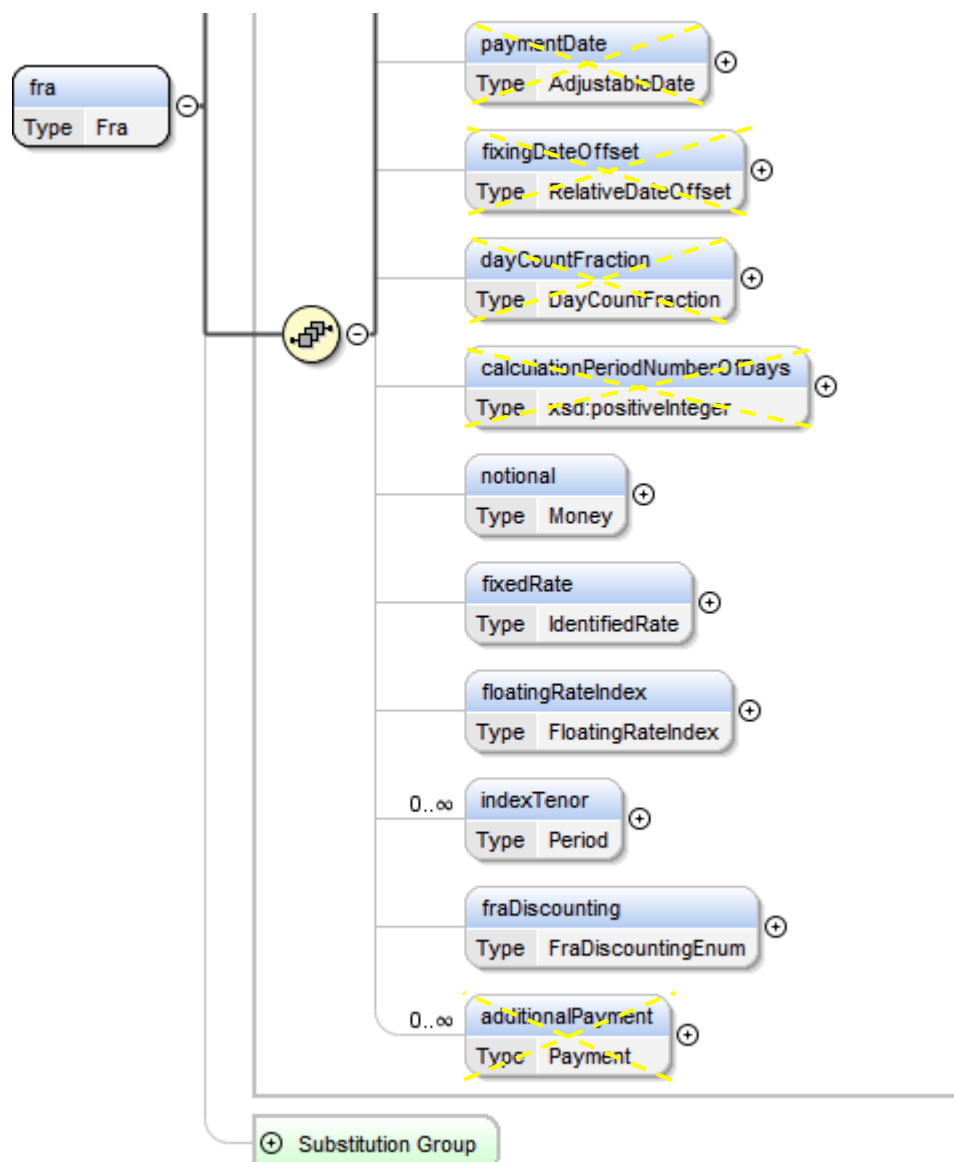 fra
Type Fra
paymentDate
Type AdjustableDate
fixingDateOffset
Type RelativeDateOffset
dayCountFraction
Type DayCountFraction
calculationPeriodNumberOfDays
Type xsd:positiveInteger
notional
Type Money
fixedRate
Type IdentifiedRate
floatingRateIndex
Type FloatingRateIndex
0..∞ indexTenor
Type Period
fraDiscounting
Type FraDiscountingEnum
0..∞ additionalPayment
Type Payment
Substitution Group